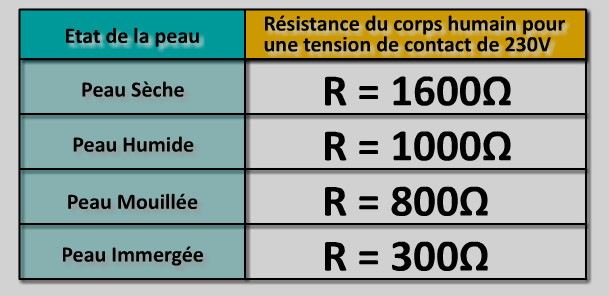 Etat de la peau
Résistance du corps humain pour
une tension de contact de 230V
Peau Sèche
R = 1600Ω
Peau Humide
R = 1000Ω
Peau Mouillée
R = 800Ω
Peau Immergée
R = 300Ω